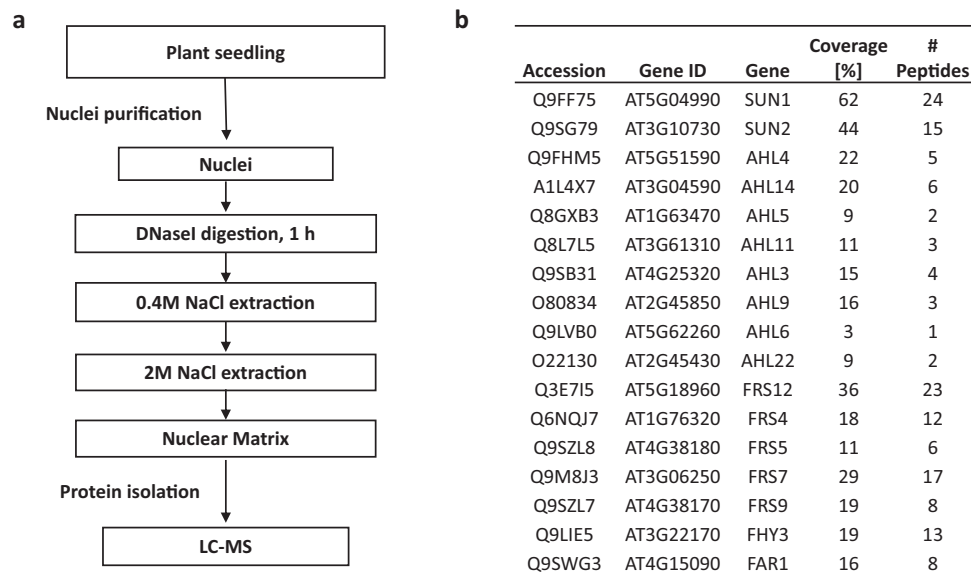 a
Plant seedling
Nuclei purification
Nuclei
DNaseI digestion, 1 h
0.4M NaCl extraction
2M NaCl extraction
Nuclear Matrix
Protein isolation
LC-MS
b
Coverage #
Accession Gene ID Gene [%] Peptides
Q9FF75 AT5G04990 SUN1 62 24
Q9SG79 AT3G10730 SUN2 44 15
Q9FHM5 AT5G51590 AHL4 22 5
A1L4X7 AT3G04590 AHL14 20 6
Q8GXB3 AT1G63470 AHL5 9 2
Q8L7L5 AT3G61310 AHL11 11 3
Q9SB31 AT4G25320 AHL3 15 4
O80834 AT2G45850 AHL9 16 3
Q9LVB0 AT5G62260 AHL6 3 1
O22130 AT2G45430 AHL22 9 2
Q3E7I5 AT5G18960 FRS12 36 23
Q6NQJ7 AT1G76320 FRS4 18 12
Q9SZL8 AT4G38180 FRS5 11 6
Q9M8J3 AT3G06250 FRS7 29 17
Q9SZL7 AT4G38170 FRS9 19 8
Q9LIE5 AT3G22170 FHY3 19 13
Q9SWG3 AT4G15090 FAR1 16 8